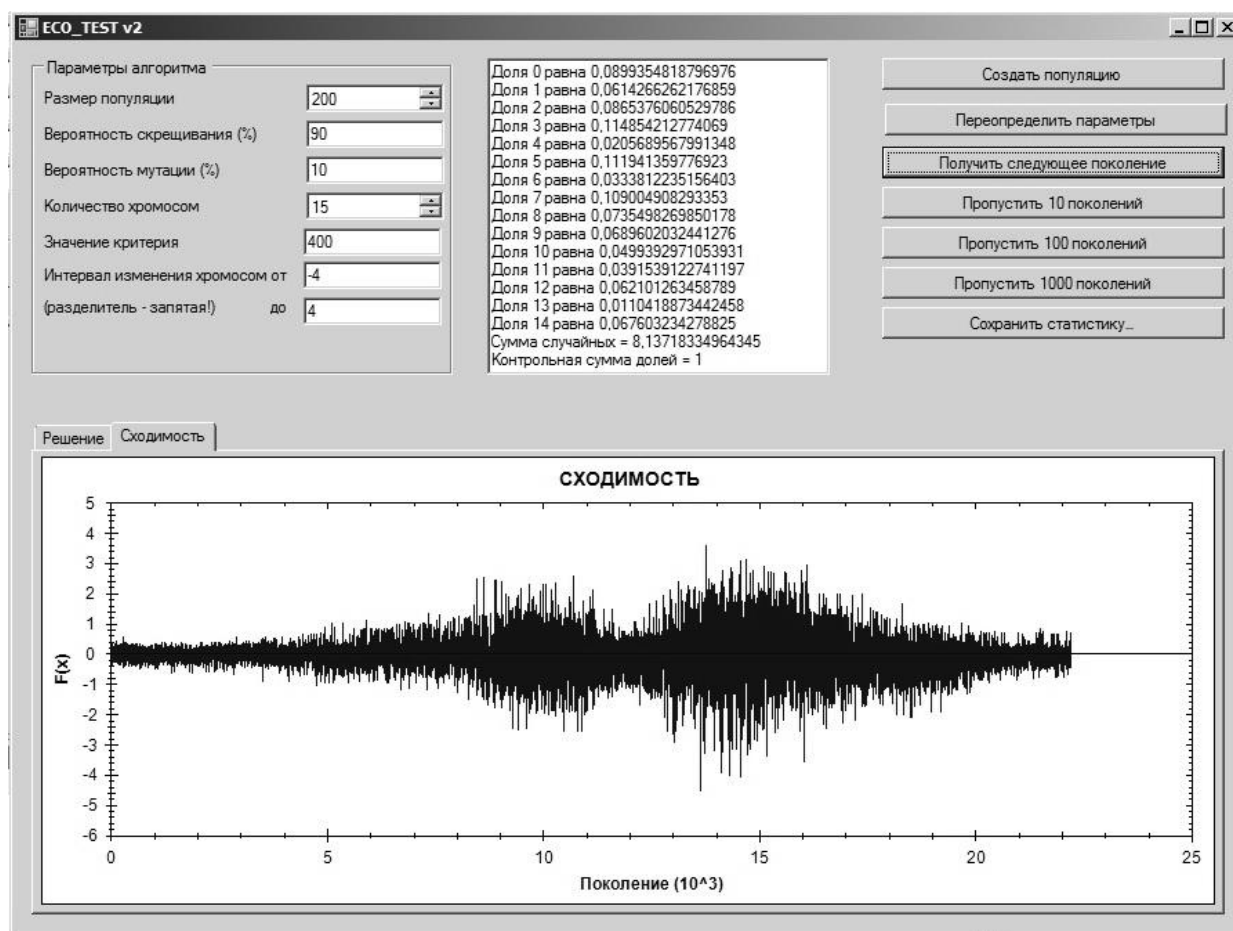 ECO_TEST v2
Параметры алгоритма
Размер популяции 200
Вероятность скрещивания (%) 90
Вероятность мутации (%) 10
Количество хромосом 15
Значение критерия 400
Интервал изменения хромосом от -4
(разделитель - запятая!) до 4
Доля 0 равна 0,0899354818796976
Доля 1 равна 0,0614266262176859
Доля 2 равна 0,0865376060529786
Доля 3 равна 0,114854212774069
Доля 4 равна 0,0205689567991348
Доля 5 равна 0,111941359776923
Доля 6 равна 0,0333812235156403
Доля 7 равна 0,109004908293353
Доля 8 равна 0,0735498269850178
Доля 9 равна 0,0689602032441276
Доля 10 равна 0,0499392971053931
Доля 11 равна 0,0391539122741197
Доля 12 равна 0,062101263458789
Доля 13 равна 0,0110418873442458
Доля 14 равна 0,067603234278825
Сумма случайных = 8,13718334964345
Контрольная сумма долей = 1
Создать популяцию
Переопределить параметры
Получить следующее поколение
Пропустить 10 поколений
Пропустить 100 поколений
Пропустить 1000 поколений
Сохранить статистику...
Решение Сходимость
СХОДИМОСТЬ
5
4
3
2
1
0
-1
-2
-3
-4
-5
-6
F(x)
0 5 10 15 20 25
Поколение (10^3)